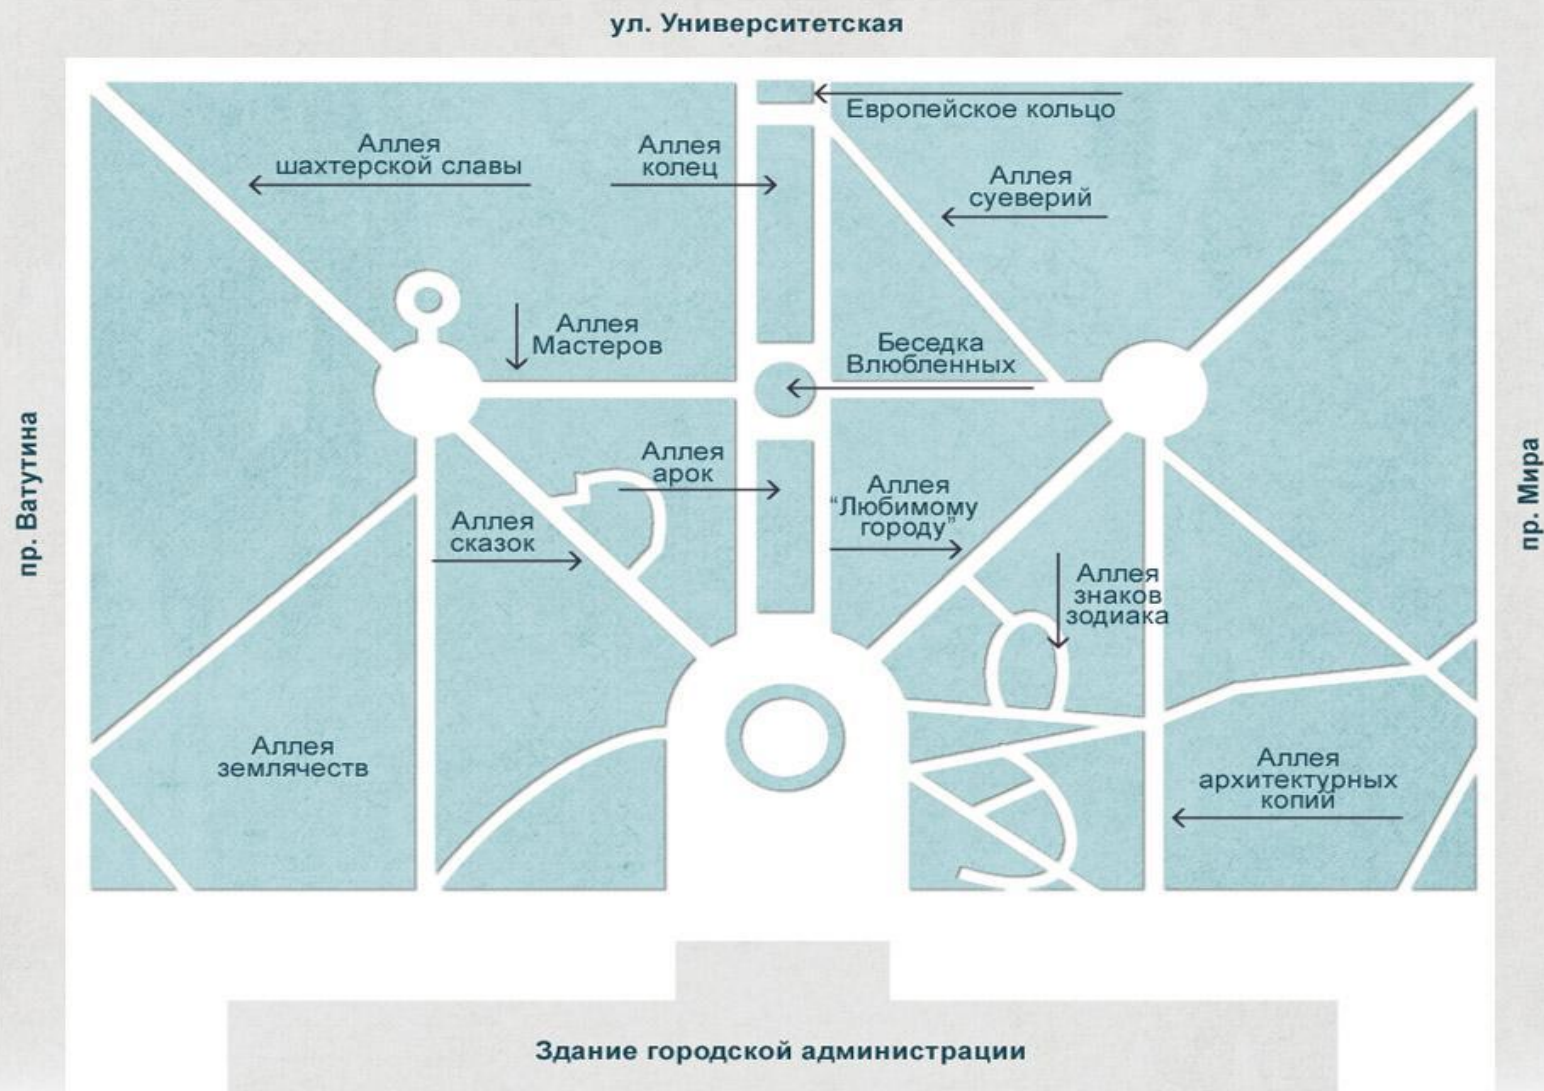 ул. Университетская
Европейское кольцо
Аллея
шахтерской славы
Аллея
колец
Аллея
суеверий
Аллея
Мастеров
Беседка
Влюбленных
пр. Ватутина
пр. Мира
Аллея
арок
Аллея
“Любимому
городу”
Аллея
сказок
Аллея
знаков
зодиака
Аллея
землячеств
Аллея
архитектурных
копий
Здание городской администрации